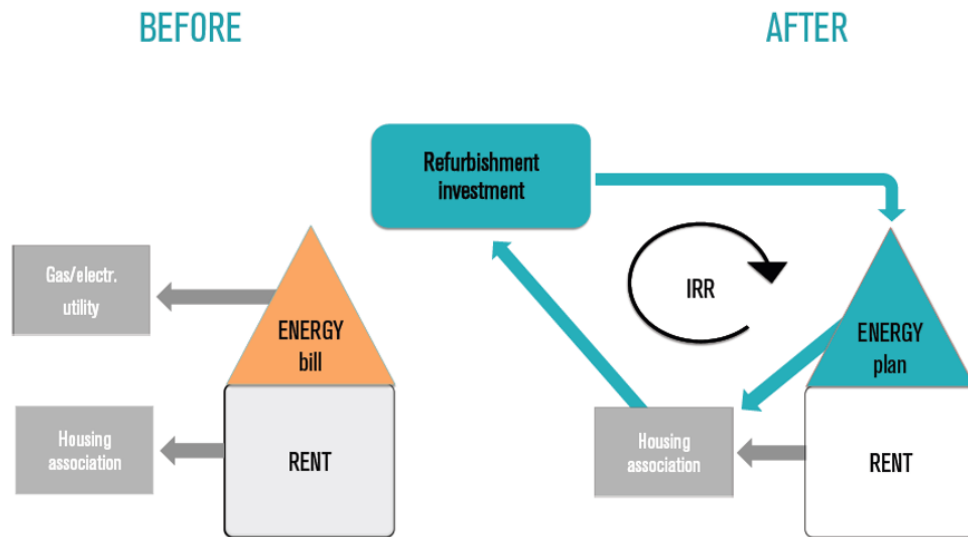 BEFORE
AFTER
Refurbishment
investment
Gas/electr.
utility
ENERGY
bill
Housing
association
RENT
IRR
ENERGY
plan
Housing
association
RENT